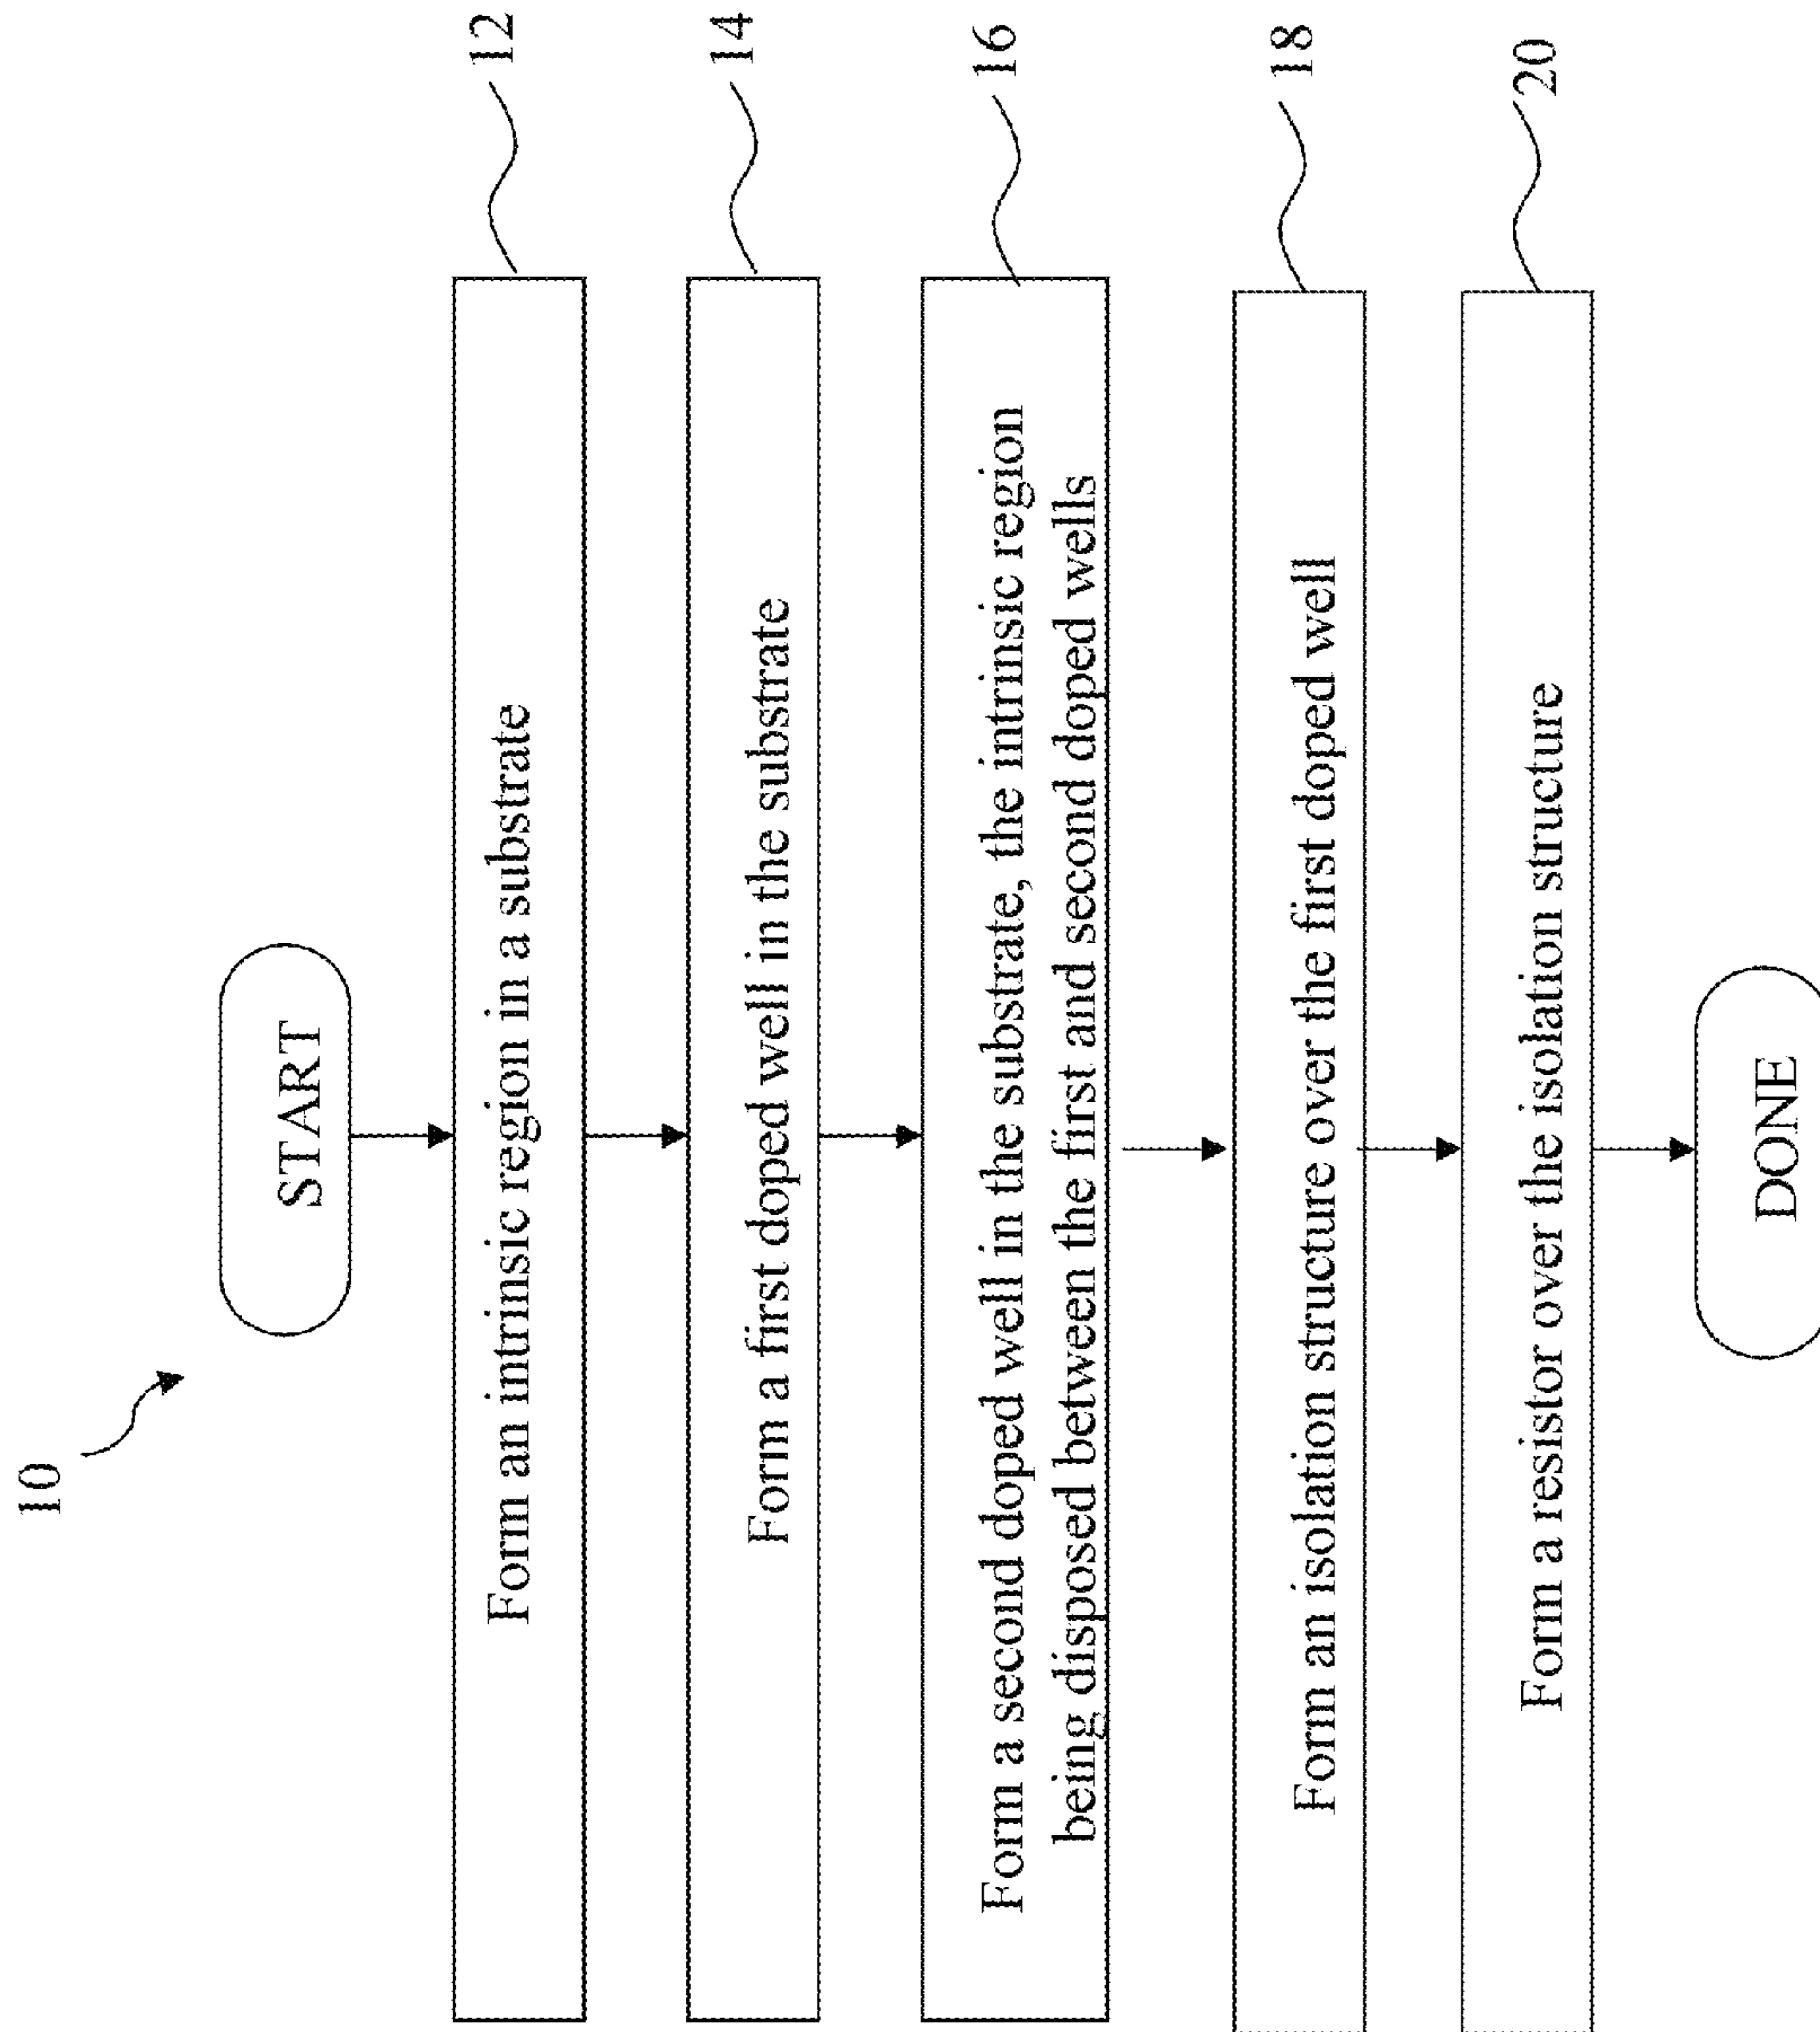 10
START
Form an intrinsic region in a substrate
12
Form a first doped well in the substrate
14
Form a second doped well in the substrate, the intrinsic region
being disposed between the first and second doped wells
16
Form an isolation structure over the first doped well
18
Form a resistor over the isolation structure
20
DONE